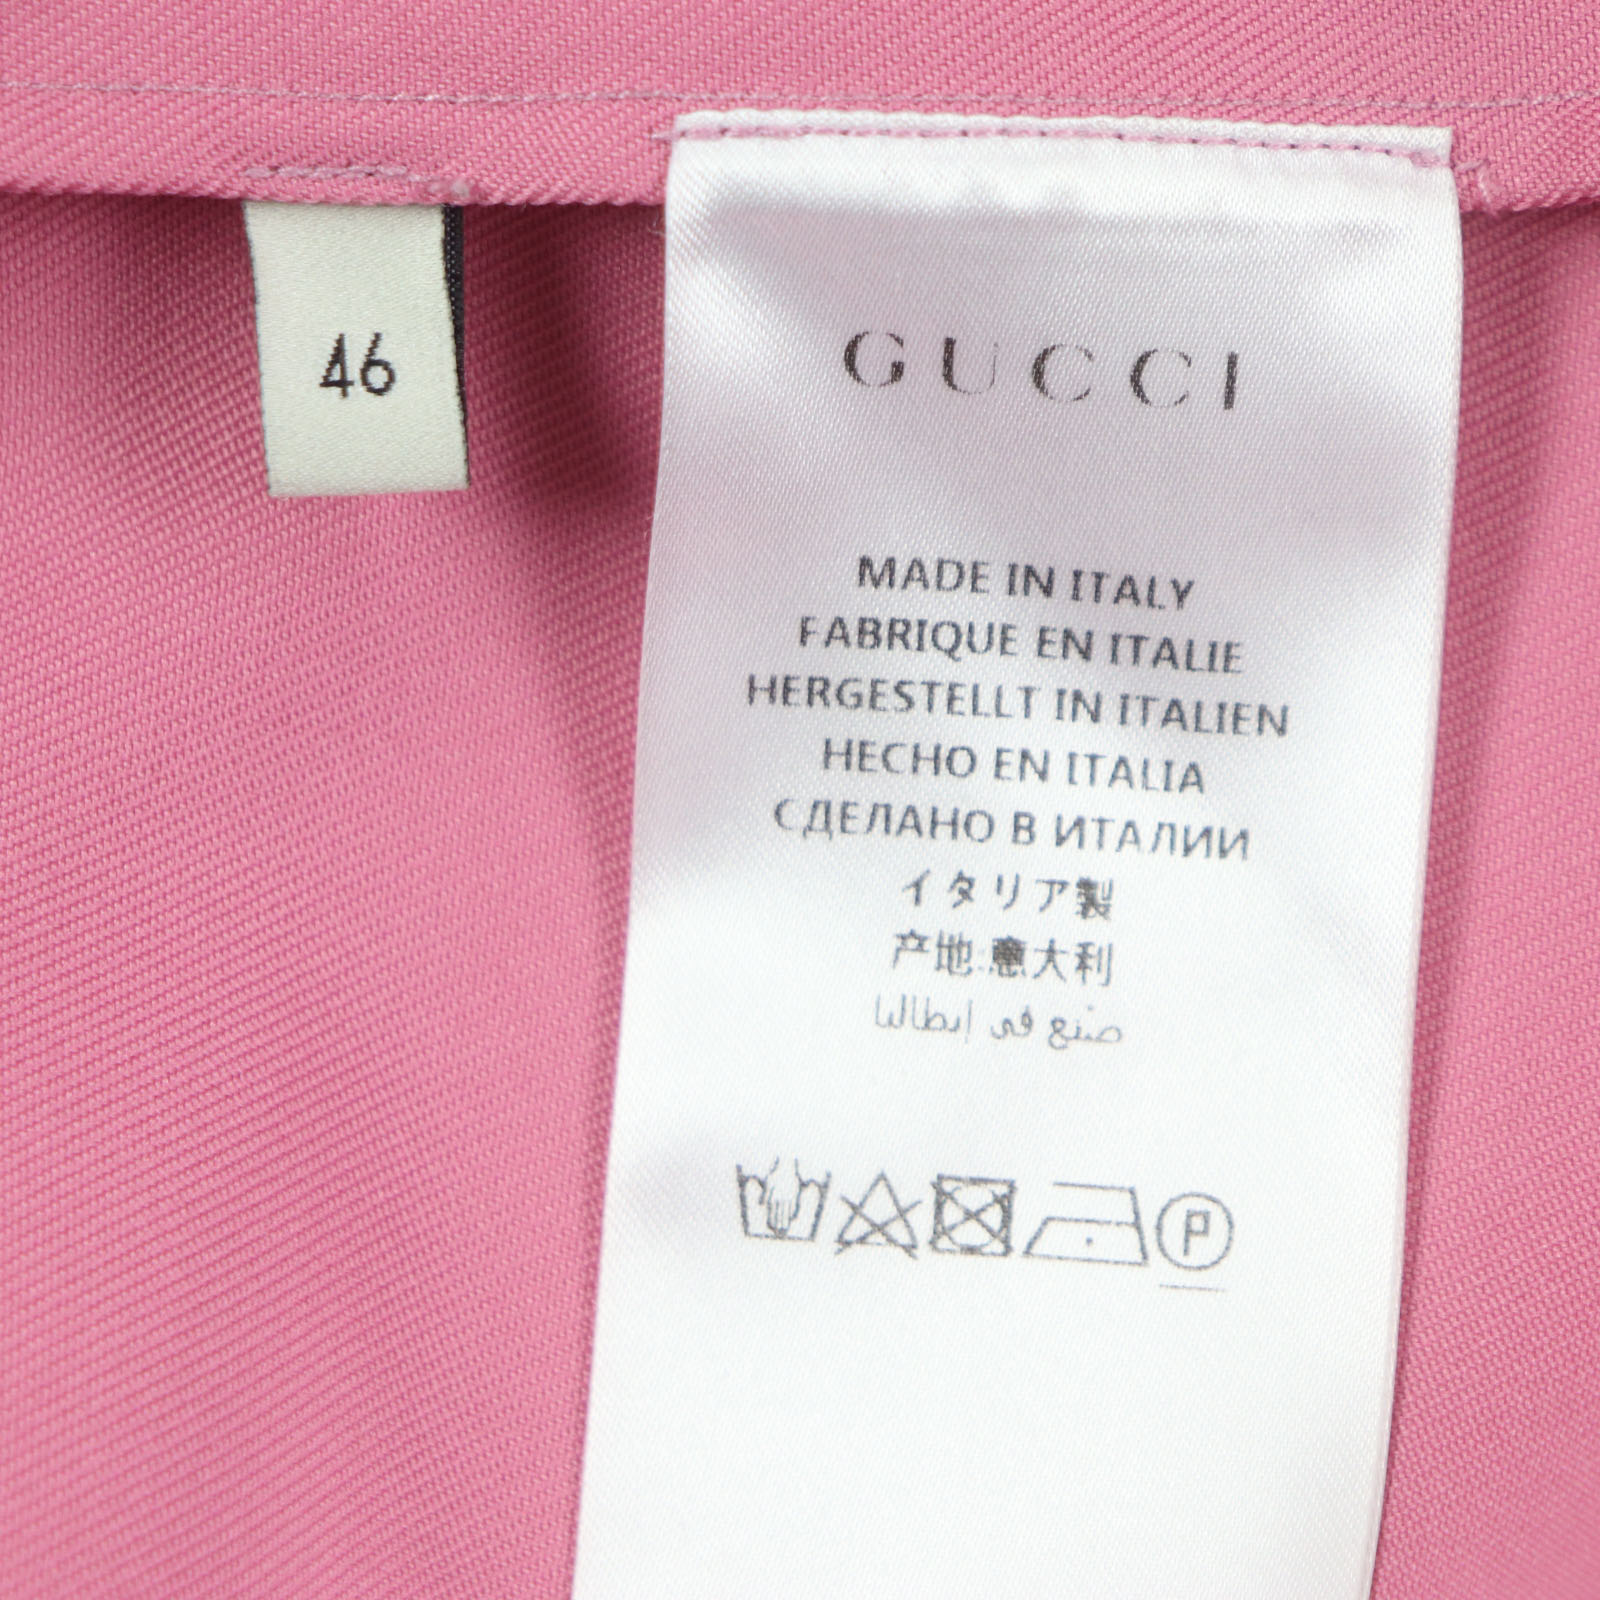 46
GUCCI
MADE IN ITALY
FABRIQUE EN ITALIE
HERGESTELLT IN ITALIEN
HECHO EN ITALIA
СДЕЛАНО В ИТАЛИИ
イタリア製
产地:意大利
صنع في إيطاليا
P